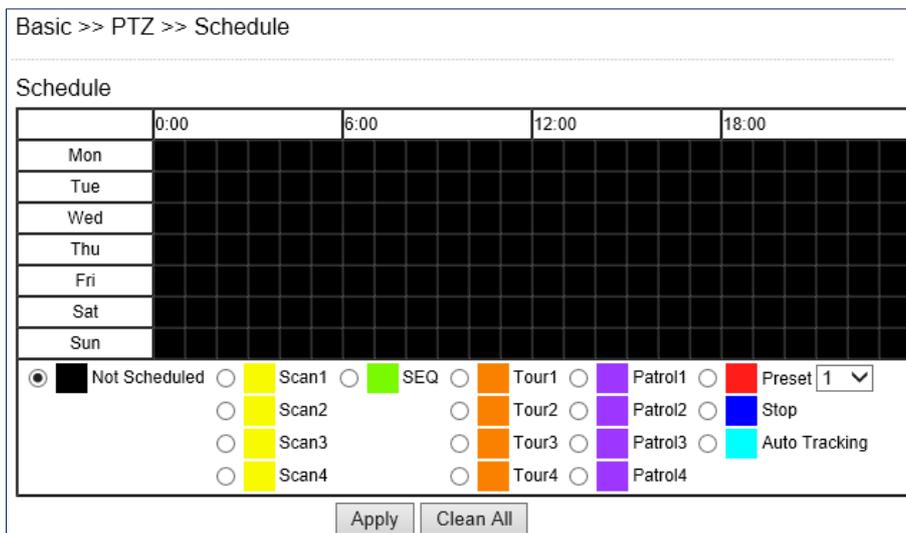 Basic >> PTZ >> Schedule
Schedule
0:00 6:00 12:00 18:00
Mon
Tue
Wed
Thu
Fri
Sat
Sun
Not Scheduled Scan1 SEQ Tour1 Patrol1 Preset 1
Scan2 Tour2 Patrol2 Stop
Scan3 Tour3 Patrol3 Auto Tracking
Scan4 Tour4 Patrol4
Apply Clean All